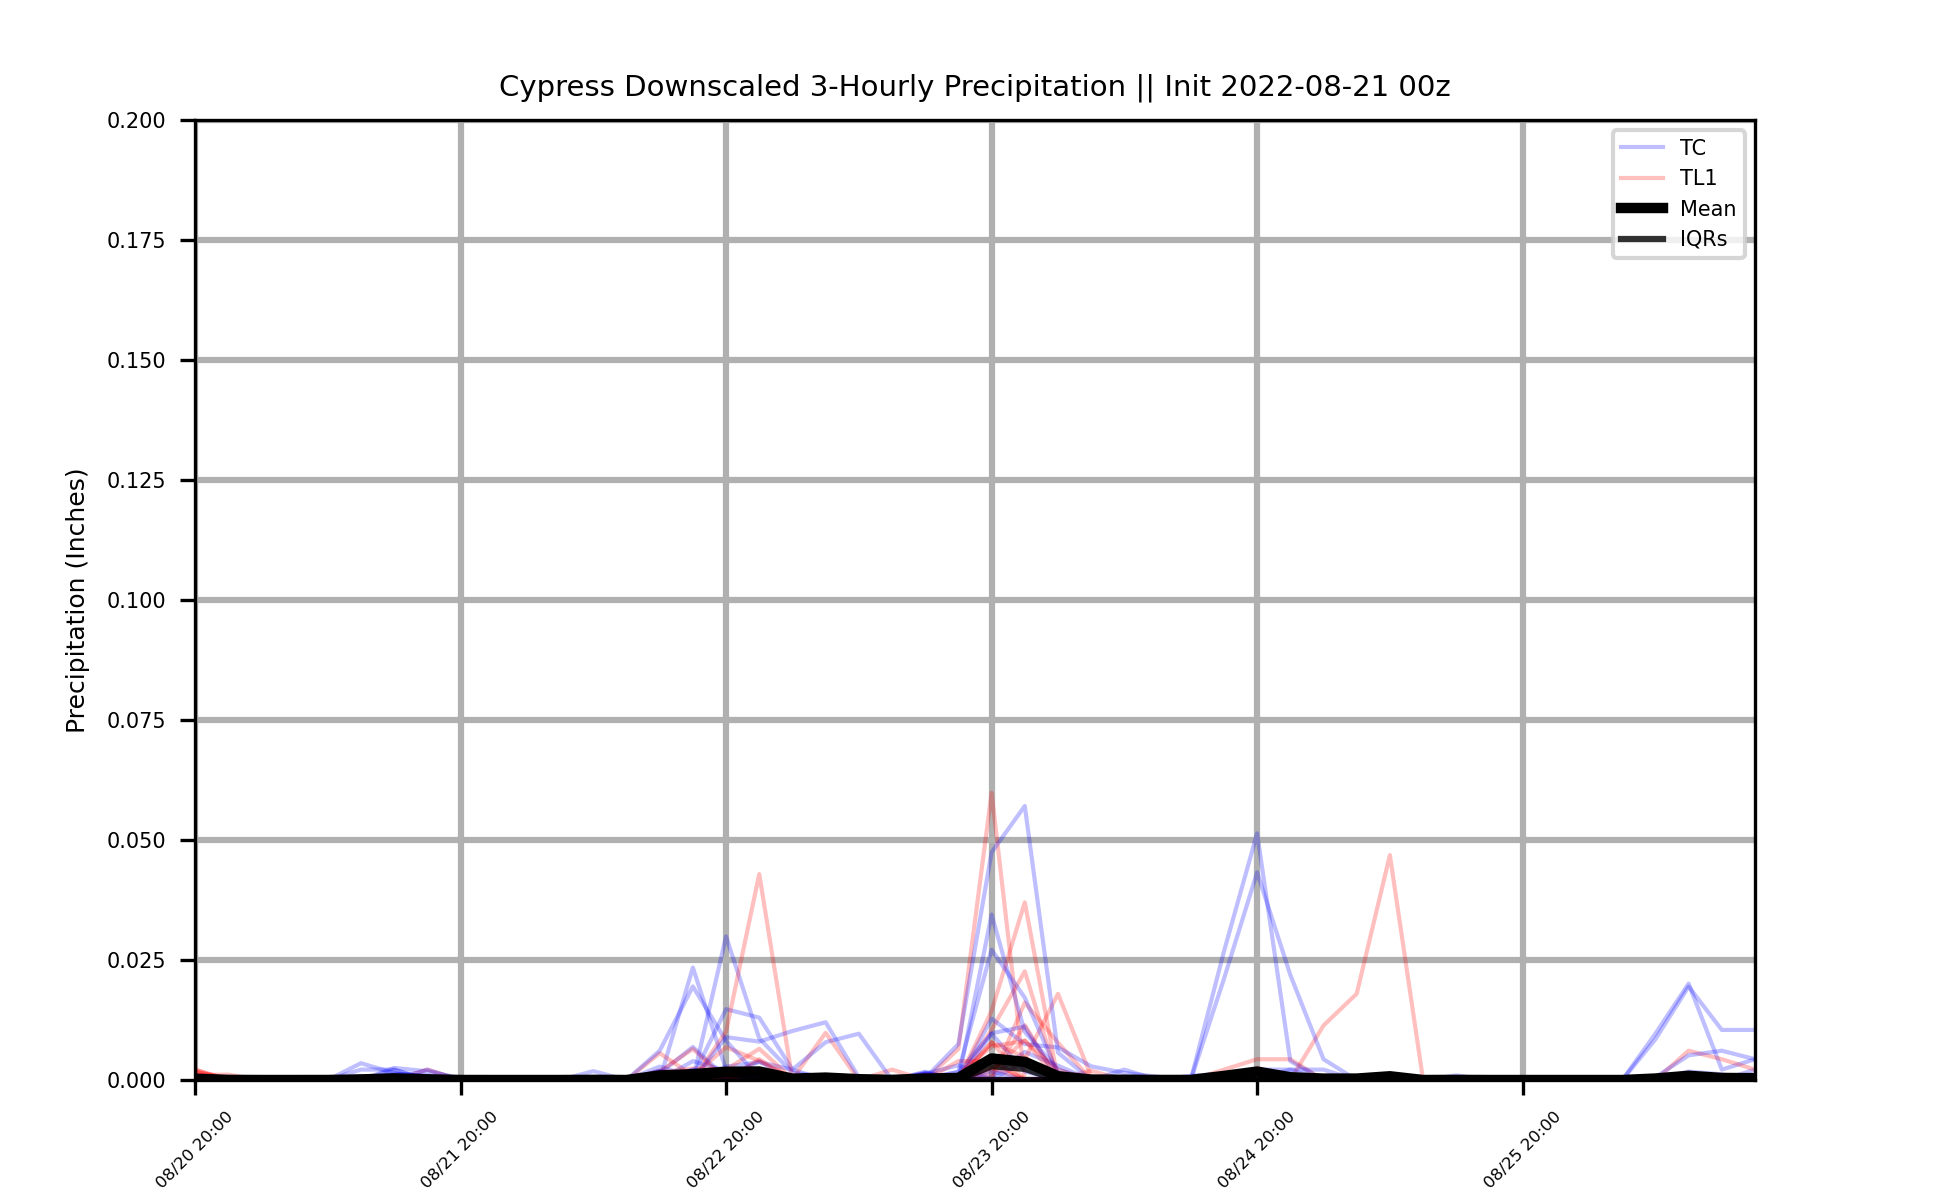 Cypress Downscaled 3-Hourly Precipitation || Init 2022-08-21 00z
Precipitation (Inches)
0.200
0.175
0.150
0.125
0.100
0.075
0.050
0.025
0.000
TC
TL1
Mean
IQRs
08/20 20:00
08/21 20:00
08/22 20:00
08/23 20:00
08/24 20:00
08/25 20:00